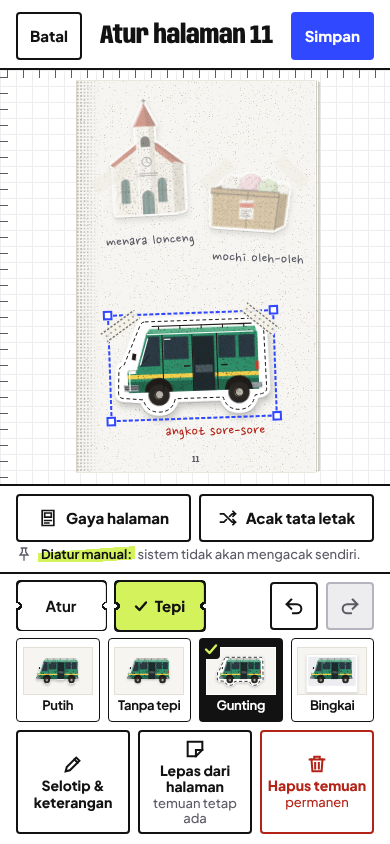 Batal
Atur halaman 11
Simpan
menara lonceng
mochi oleh-oleh
angkot sore-sore
11
Gaya halaman
Acak tata letak
Diatur manual: sistem tidak akan mengacak sendiri.
Atur
Tepi
Putih
Tanpa tepi
Gunting
Bingkai
Selotip &
keterangan
Lepas dari
halaman
temuan tetap
ada
Hapus temuan
permanen